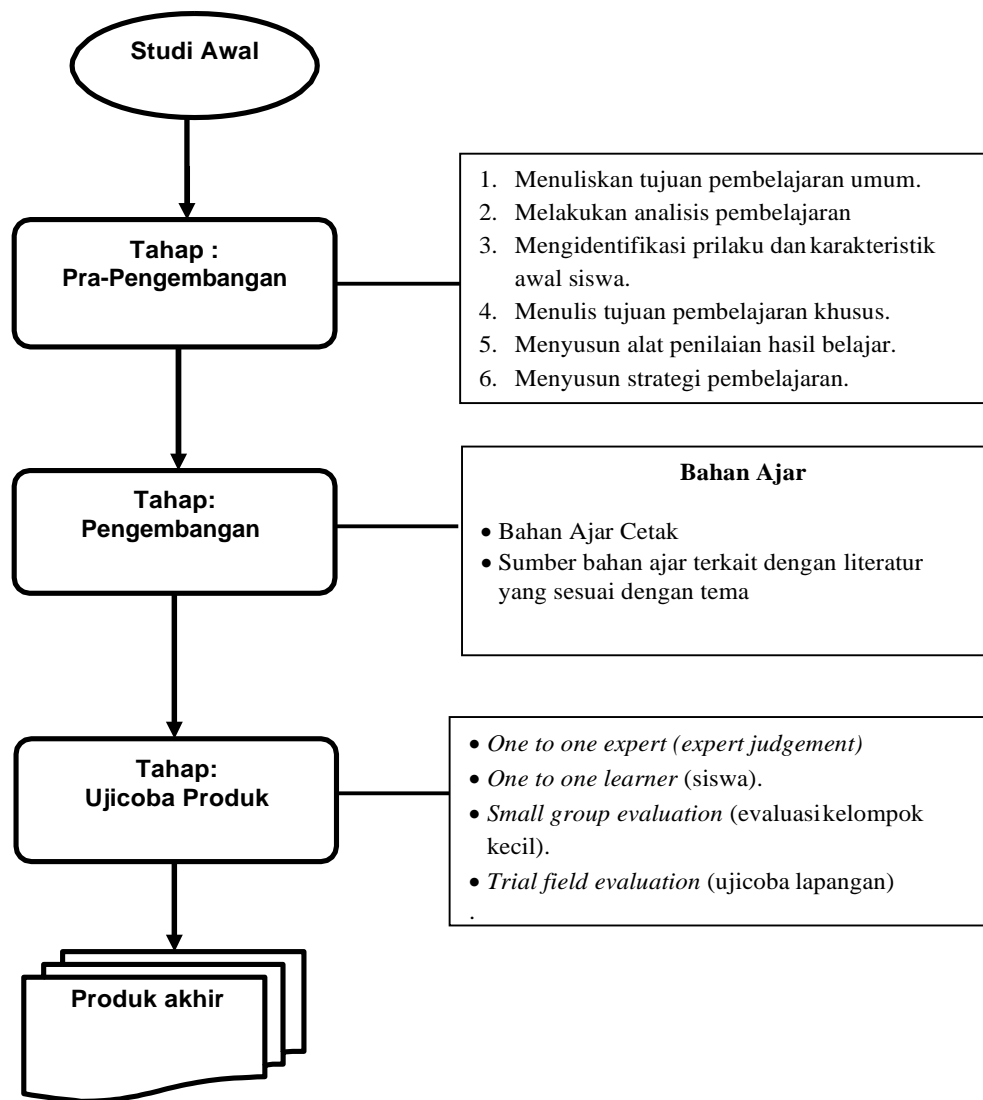 Studi Awal
Tahap :
Pra-Pengembangan
1. Menuliskan tujuan pembelajaran umum.
2. Melakukan analisis pembelajaran
3. Mengidentifikasi prilaku dan karakteristik
awal siswa.
4. Menulis tujuan pembelajaran khusus.
5. Menyusun alat penilaian hasil belajar.
6. Menyusun strategi pembelajaran.
Tahap:
Pengembangan
Bahan Ajar
• Bahan Ajar Cetak
• Sumber bahan ajar terkait dengan literatur
yang sesuai dengan tema
Tahap:
Ujicoba Produk
• One to one expert (expert judgement)
• One to one learner (siswa).
• Small group evaluation (evaluasi kelompok
kecil).
• Trial field evaluation (ujicoba lapangan)
.
Produk akhir